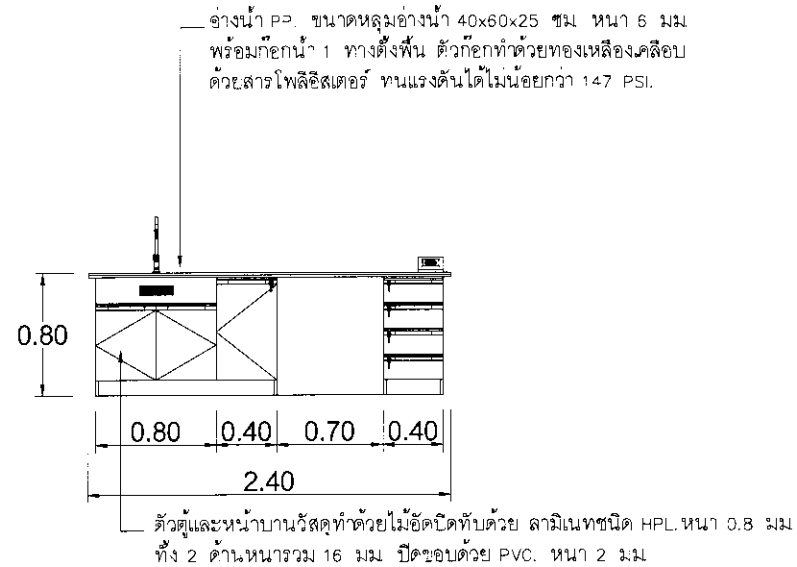 อ่างน้ำ PP. ขนาดหลุมอ่างน้ำ 40x60x25 ซม หนา 6 มม
พร้อมก๊อกน้ำ 1 ทางตั้งพื้น ตัวก๊อกทำด้วยทองเหลืองเคลือบ
ด้วยสารโพลีอีสเตอร์ ทนแรงดันได้ไม่น้อยกว่า 147 PSI.
0.80
0.80 0.40 0.70 0.40
2.40
ตัวตู้และหน้าบานวัสดุทำด้วยไม้อัดปิดทับด้วย ลามิเนทชนิด HPL.หนา 0.8 มม
ทั้ง 2 ด้านหนารวม 16 มม ปิดขอบด้วย PVC. หนา 2 มม